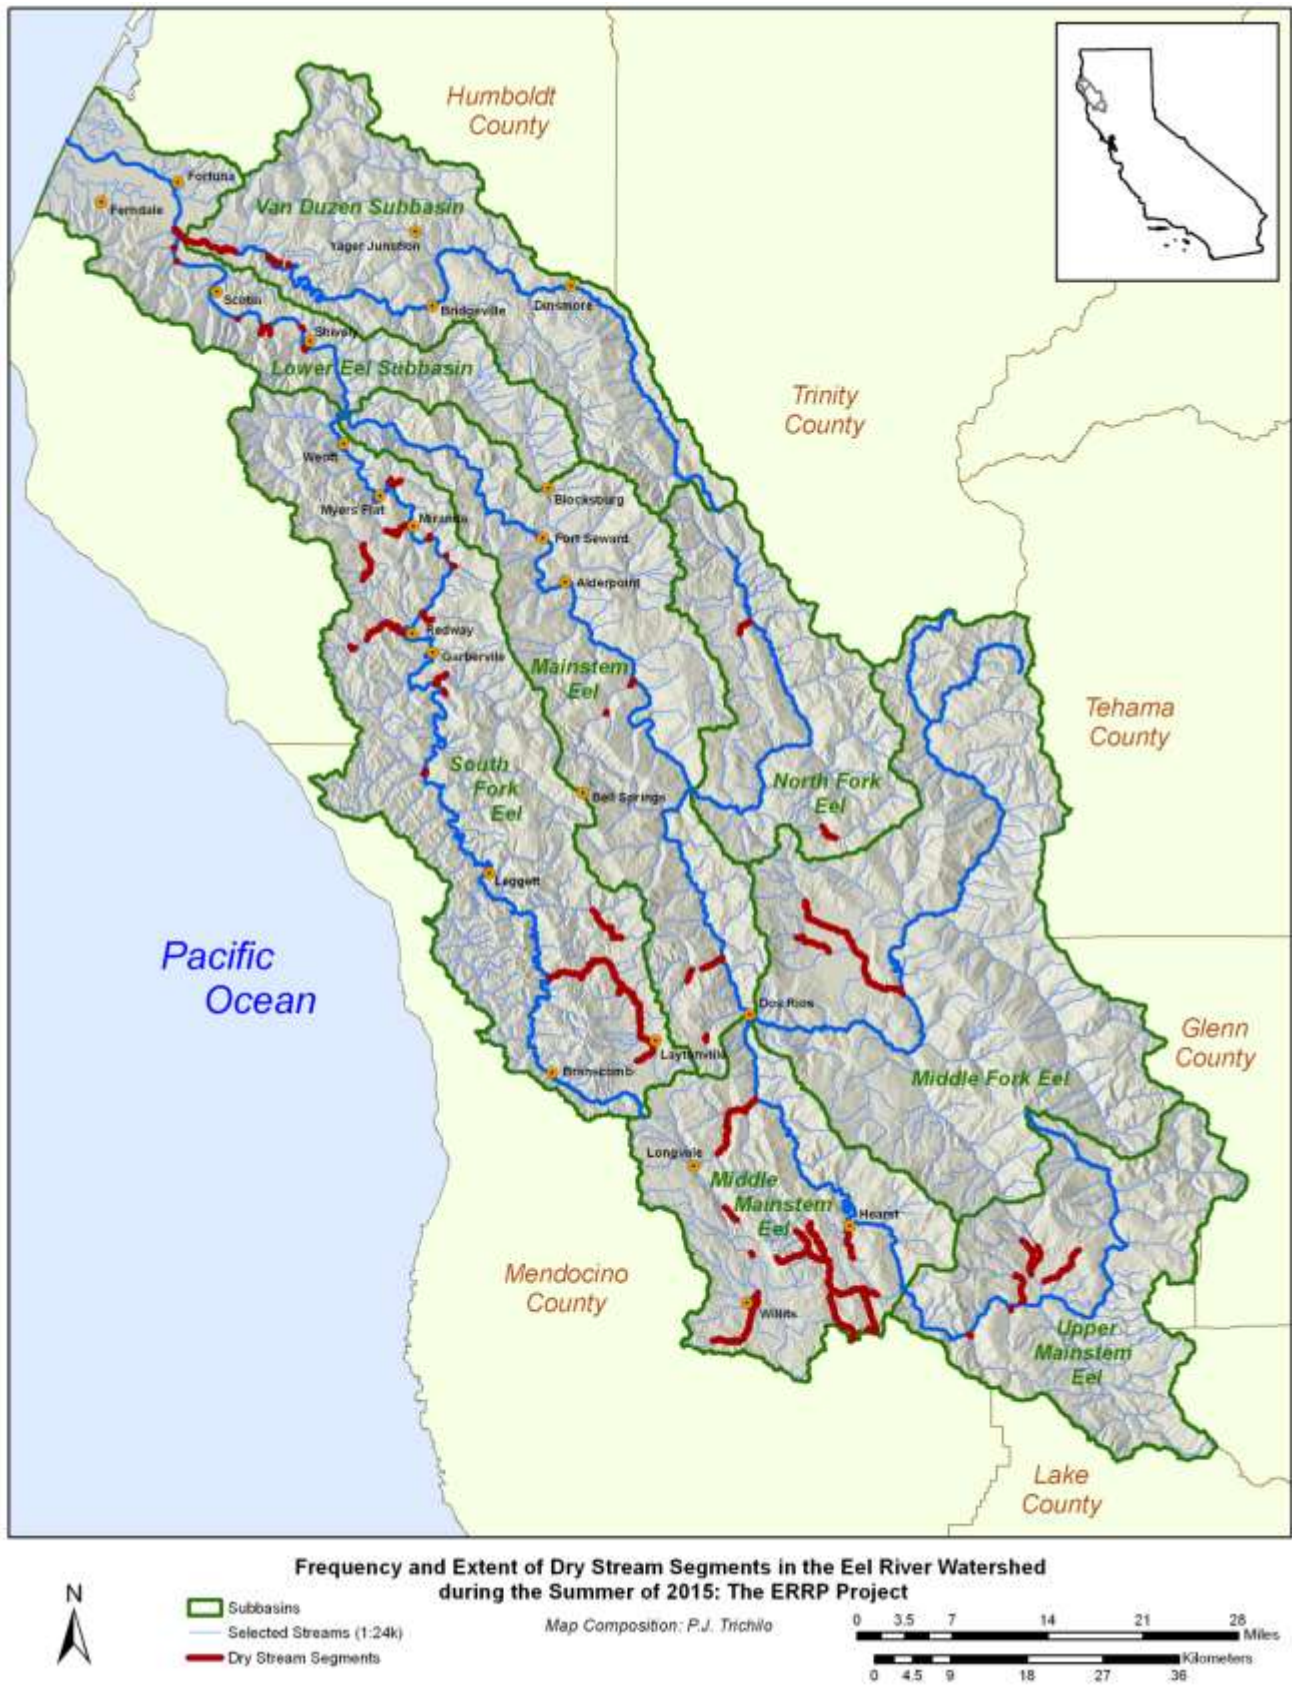 Humboldt
County
Fortuna
Ferndale
Van Duzen Subbasin
Yager Junction
Scotia
Bridgeville
Dinsmore
Shively
Lower Eel Subbasin
Trinity
County
Weott
Blocksburg
Myers Flat
Miranda
Fort Seward
Alderpoint
Redway
Garberville
Mainstem
Eel
Tehama
County
South
Fork
Eel
North Fork
Eel
Bell Springs
Leggett
Pacific
Ocean
Dos Rios
Glenn
County
Laytonville
Branscomb
Middle Fork Eel
Longvale
Middle
Mainstem
Eel
Hearst
Mendocino
County
Willits
Upper
Mainstem
Eel
Lake
County
Frequency and Extent of Dry Stream Segments in the Eel River Watershed
during the Summer of 2015: The ERRP Project
N
Subbasins
Selected Streams (1:24k)
Dry Stream Segments
Map Composition: P.J. Trichilo
0 3.5 7 14 21 28
Miles
Kilometers
0 4.5 9 18 27 36